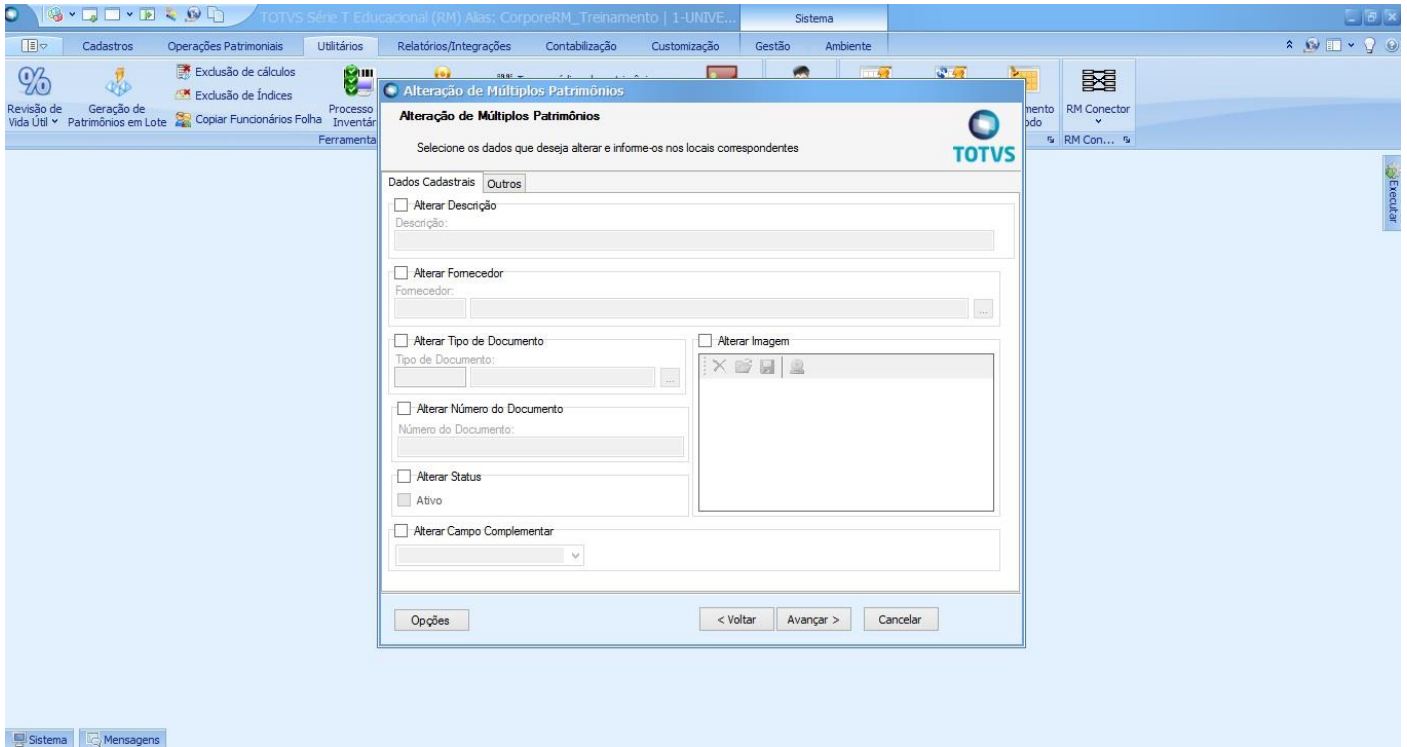 TOTVS Série T Educacional (RM) Alias: CorporeRM_Treinamento | 1-UNIVE...
Sistema
Cadastros Operações Patrimoniais Utilitários Relatórios/Integrações Contabilização Customização Gestão Ambiente
Revisão de Vida Útil
Geração de Patrimônios em Lote
Exclusão de cálculos
Exclusão de Índices
Copiar Funcionários Folha
Processo
Inventár
Ferramenta
mento
odo
RM Conector
RM Con...
Executar
Alteração de Múltiplos Patrimônios
Alteração de Múltiplos Patrimônios
Selecione os dados que deseja alterar e informe-os nos locais correspondentes
TOTVS
Dados Cadastrais Outros
Alterar Descrição
Descrição:
Alterar Fornecedor
Fornecedor:
...
Alterar Tipo de Documento
Tipo de Documento:
...
Alterar Imagem
Alterar Número do Documento
Número do Documento:
Alterar Status
Ativo
Alterar Campo Complementar
Opções < Voltar Avançar > Cancelar
Sistema Mensagens